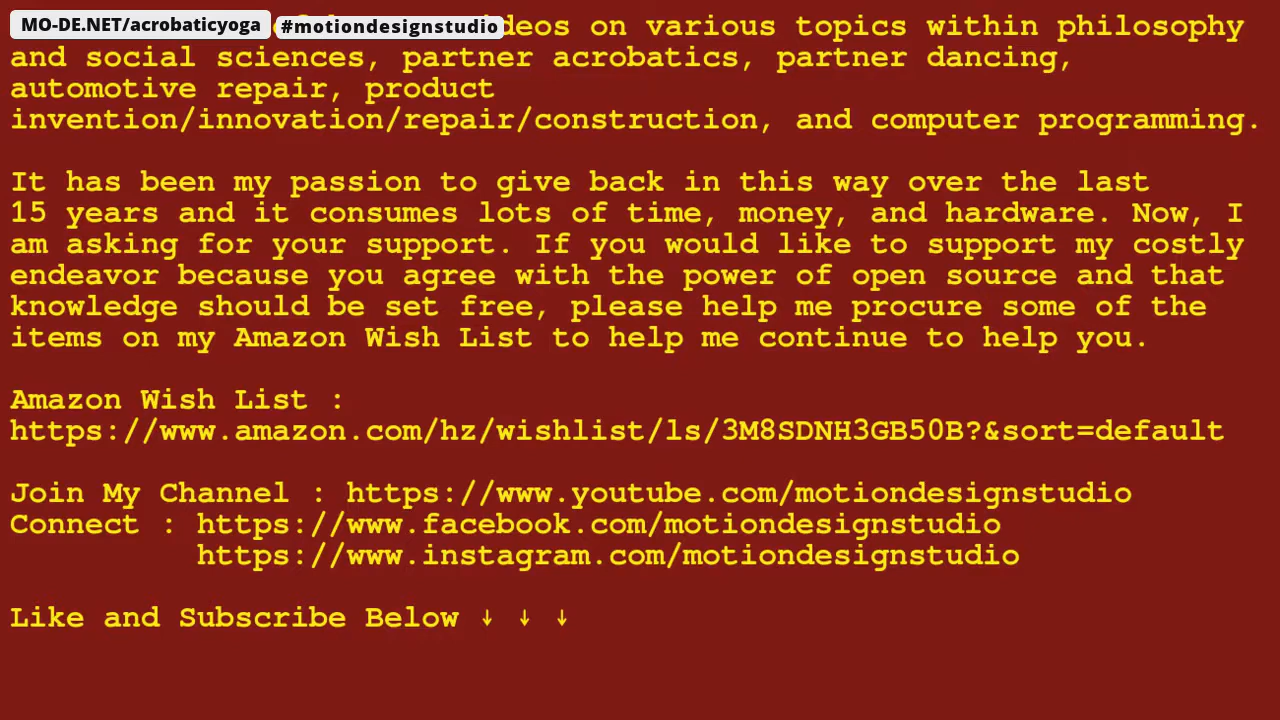 MO-DE.NET/acrobaticyoga #motiondesignstudio on various topics within philosophy
and social sciences, partner acrobatics, partner dancing,
automotive repair, product
invention/innovation/repair/construction, and computer programming.
It has been my passion to give back in this way over the last
15 years and it consumes lots of time, money, and hardware. Now, I
am asking for your support. If you would like to support my costly
endeavor because you agree with the power of open source and that
knowledge should be set free, please help me procure some of the
items on my Amazon Wish List to help me continue to help you.
Amazon Wish List :
https://www.amazon.com/hz/wishlist/ls/3M8SDNH3GB50B?&sort=default
Join My Channel : https://www.youtube.com/motiondesignstudio
Connect : https://www.facebook.com/motiondesignstudio
https://www.instagram.com/motiondesignstudio
Like and Subscribe Below ↓ ↓ ↓